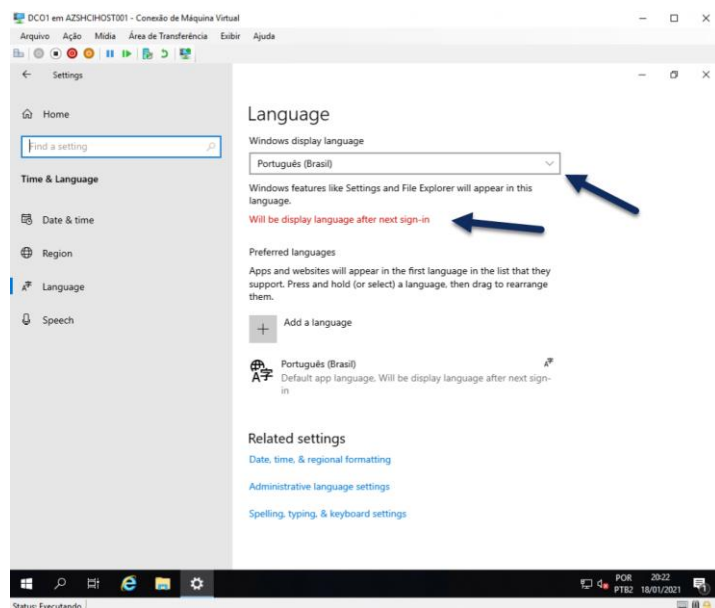 DCO1 em AZSHCIHOST001 - Conexão de Máquina Virtual
Arquivo Ação Mídia Área de Transferência Exibir Ajuda
Settings
Home
Find a setting
Time & Language
Date & time
Region
Language
Speech
Language
Windows display language
Português (Brasil)
Windows features like Settings and File Explorer will appear in this
language.
Will be display language after next sign-in
Preferred languages
Apps and websites will appear in the first language in the list that they
support. Press and hold (or select) a language, then drag to rearrange
them.
Add a language
Português (Brasil)
Default app language, Will be display language after next sign-
in
Related settings
Date, time, & regional formatting
Administrative language settings
Spelling, typing, & keyboard settings
POR 20:22
PTB2 18/01/2021
Status: Executando